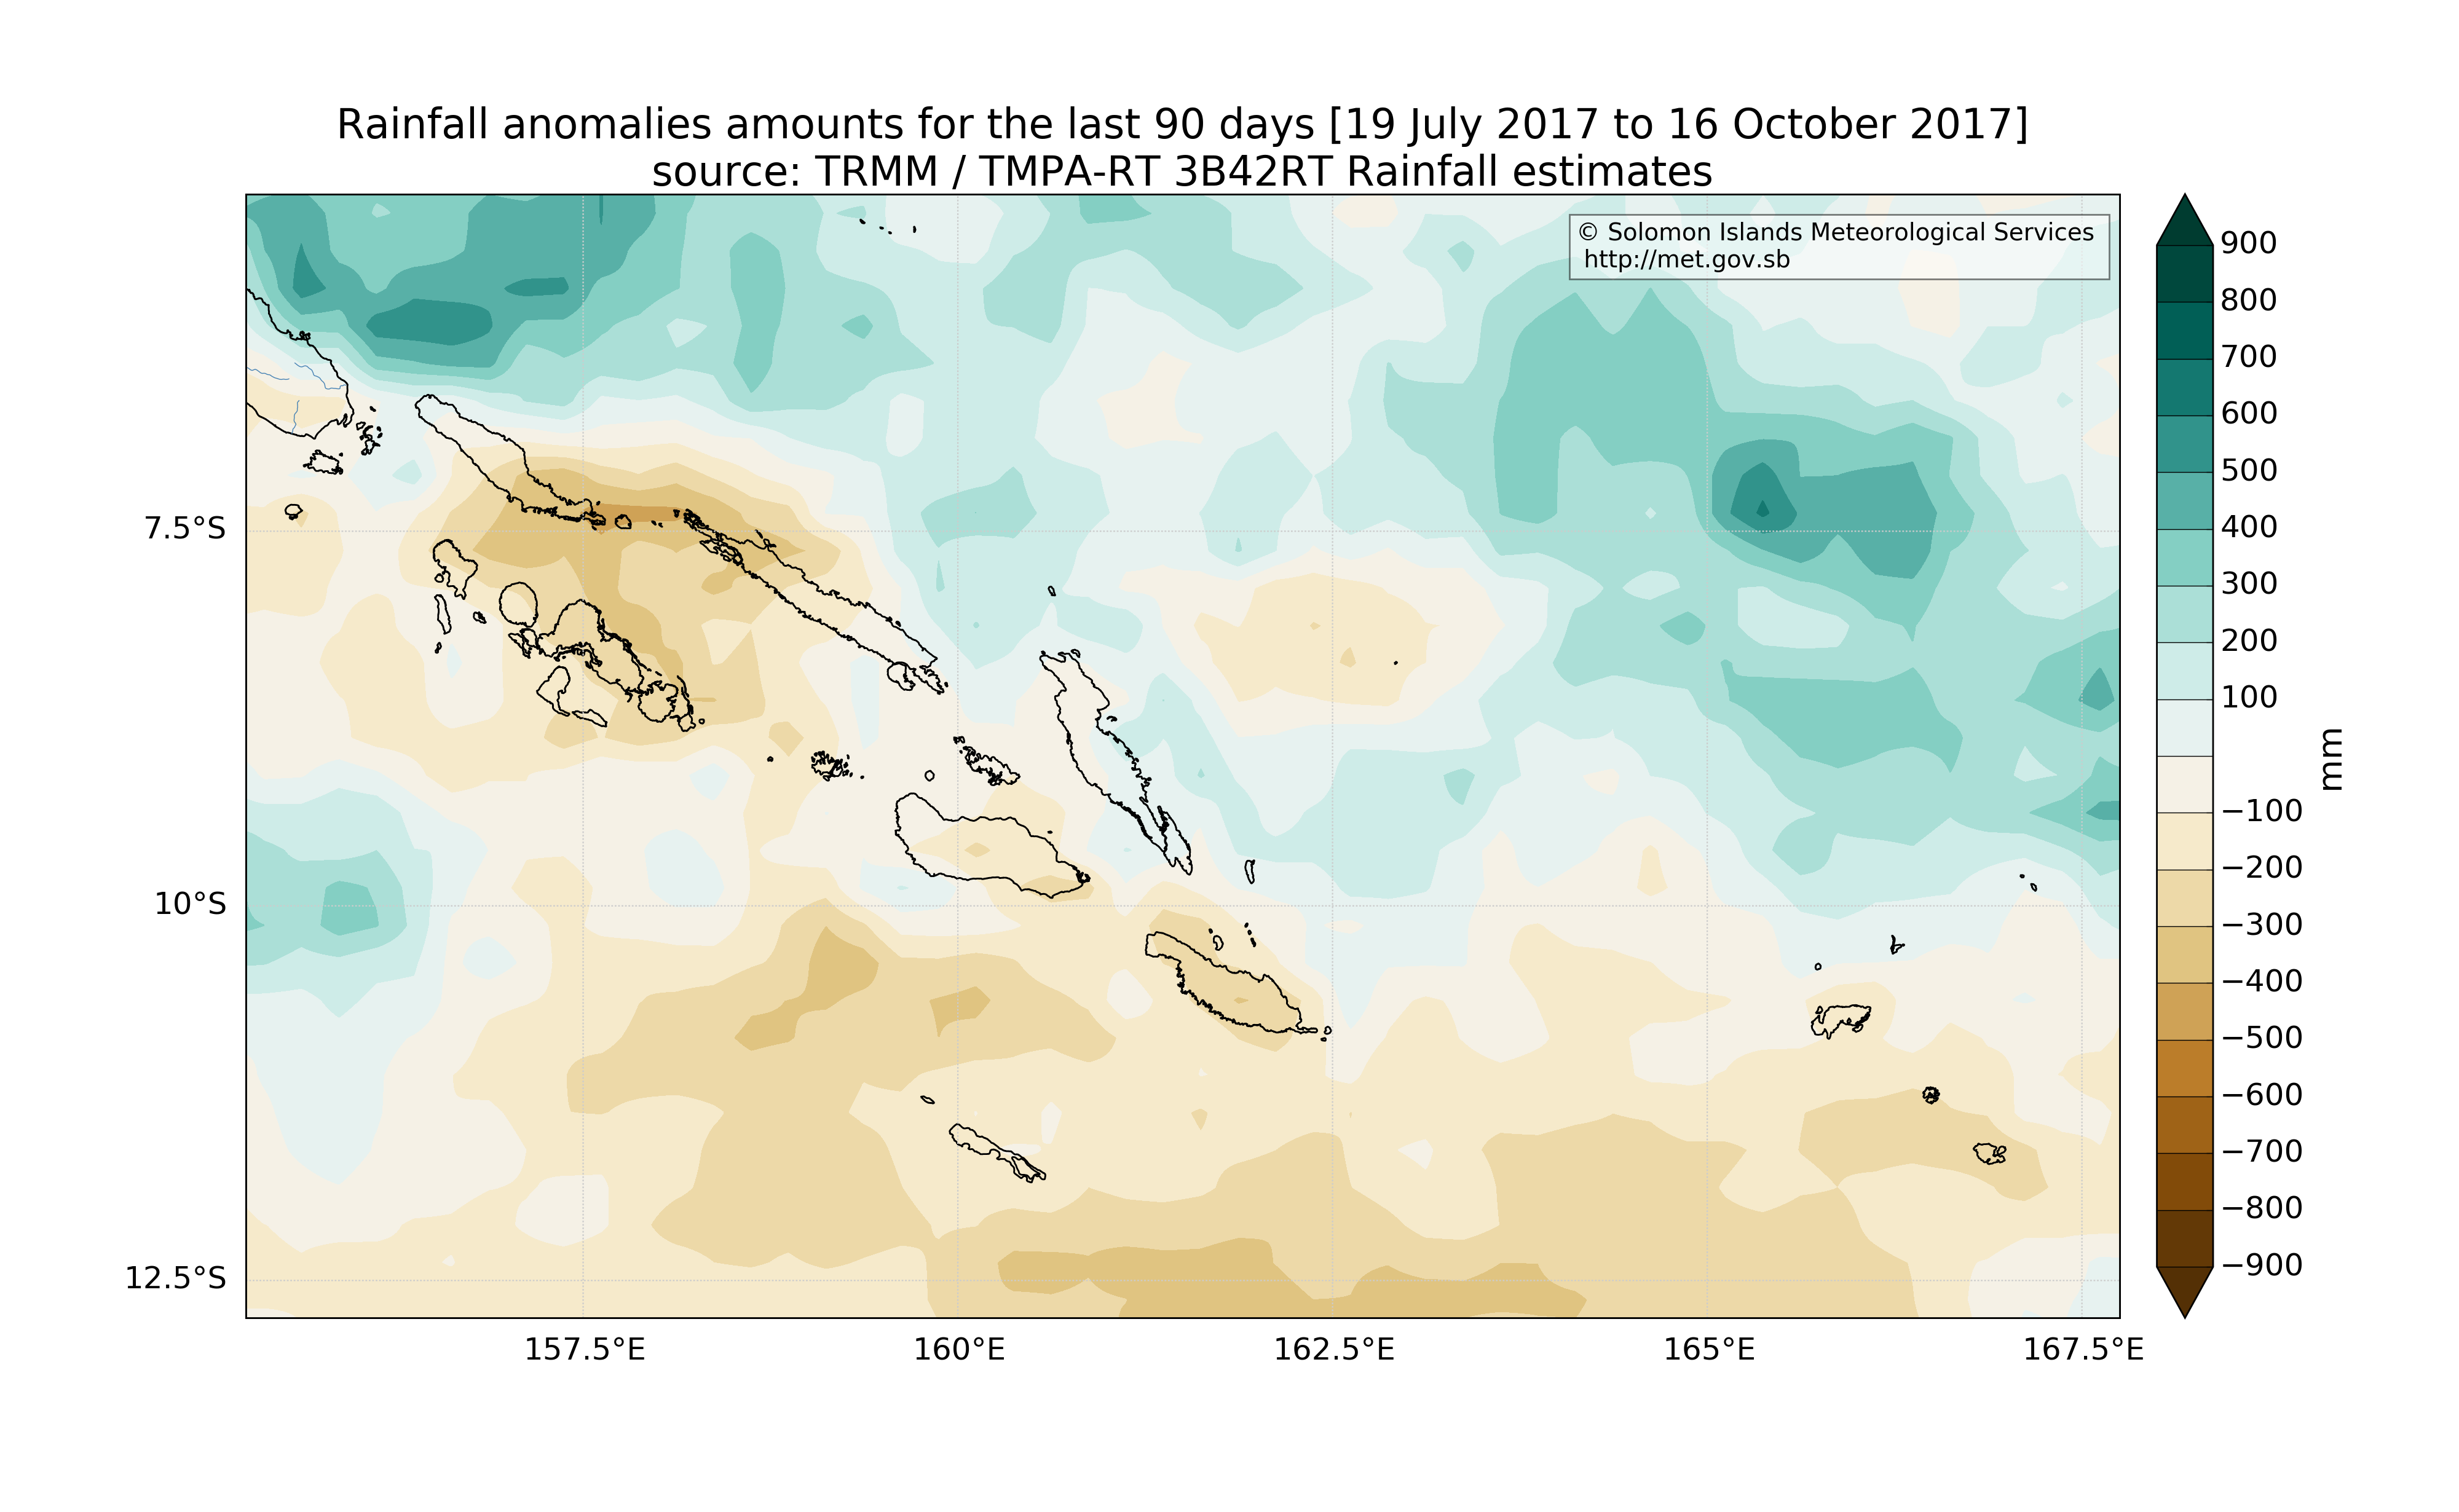 Rainfall anomalies amounts for the last 90 days [19 July 2017 to 16 October 2017]
source: TRMM / TMPA-RT 3B42RT Rainfall estimates
© Solomon Islands Meteorological Services
http://met.gov.sb
7.5°S
10°S
12.5°S
157.5°E
160°E
162.5°E
165°E
167.5°E
900
800
700
600
500
400
300
200
100
−100
−200
−300
−400
−500
−600
−700
−800
−900
mm